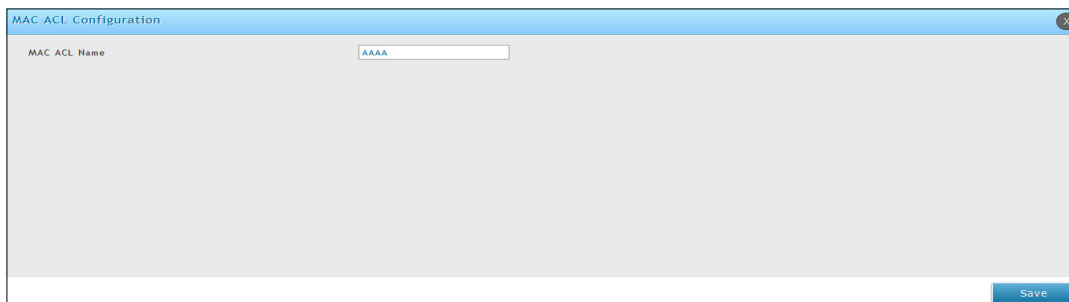 MAC ACL Configuration
X
MAC ACL Name AAAA
Save